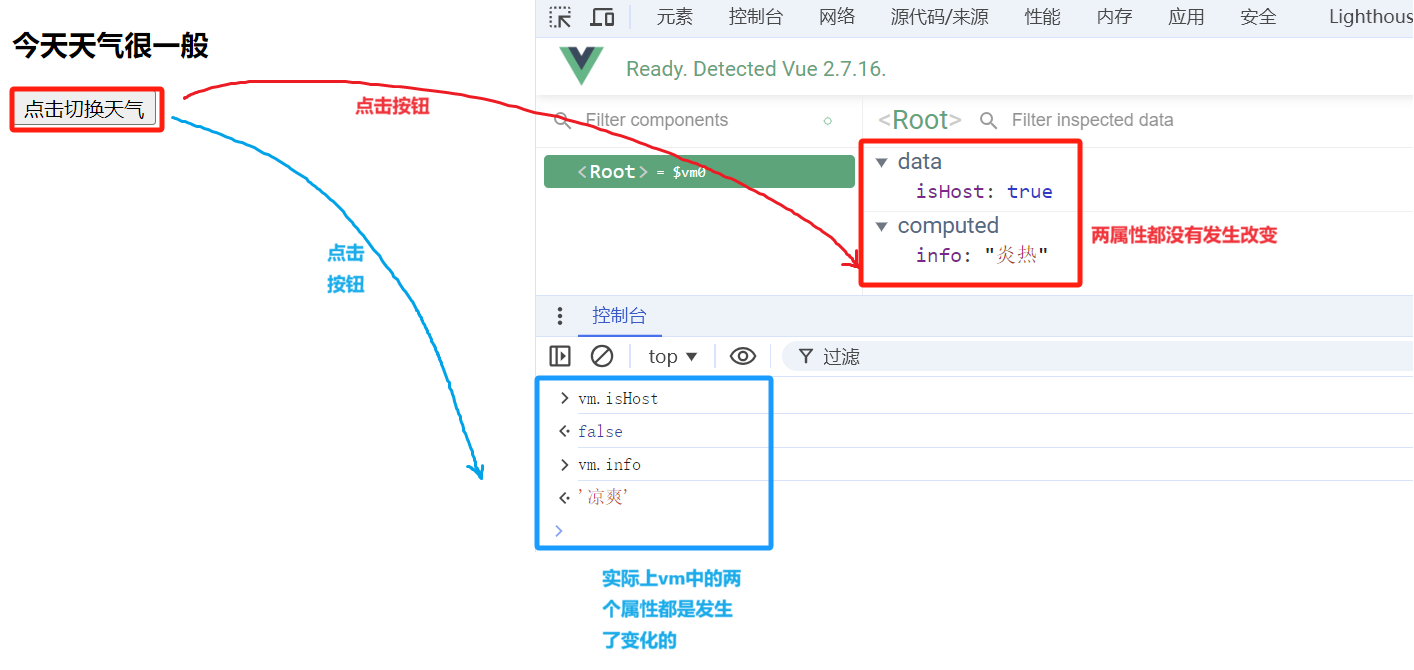 今天天气很一般
点击切换天气
点击按钮
点击
按钮
元素 控制台 网络 源代码/来源 性能 内存 应用 安全 Lighthous
Ready. Detected Vue 2.7.16.
Filter components
<Root> Filter inspected data
<Root> = $vm0
data
isHost: true
computed
info: "炎热"
两属性都没有发生改变
控制台
top 过滤
vm.isHost
false
vm.info
'凉爽'
实际上vm中的两
个属性都是发生
了变化的